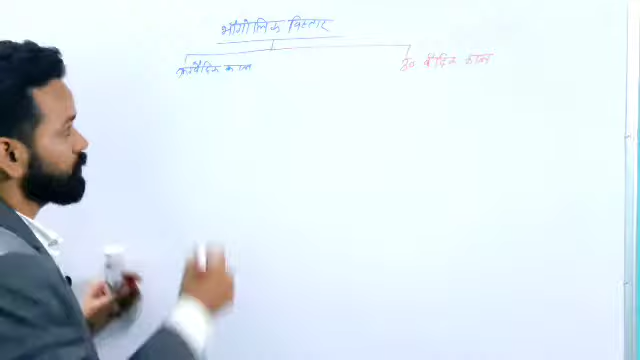 भौगोलिक विस्तार
ऋग्वैदिक काल
उ० वैदिक काल